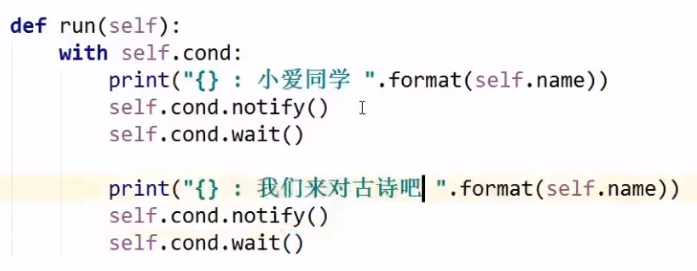 def run(self):
    with self.cond:
        print("{} : 小爱同学 ".format(self.name))
        self.cond.notify()
        self.cond.wait()

        print("{} : 我们来对古诗吧 ".format(self.name))
        self.cond.notify()
        self.cond.wait()